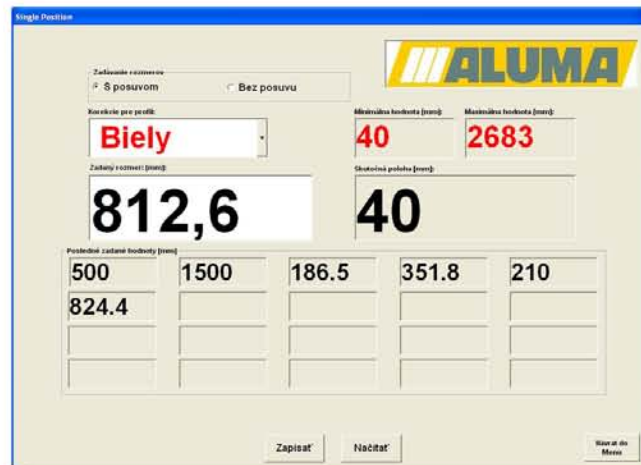 Single Position
ALUMA
Zadávanie rozmerov
S posuvom
Bez posuvu
Korekcie pre profil:
Minimálna hodnota [mm]:
Maximálna hodnota [mm]:
Biely
40
2683
Zadaný rozmer: [mm]:
Skutočná poloha [mm]:
812,6
40
Posledné zadané hodnoty [mm]
500 1500 186.5 351.8 210
824.4
Zapísať
Načítať
Návrat do
Menu